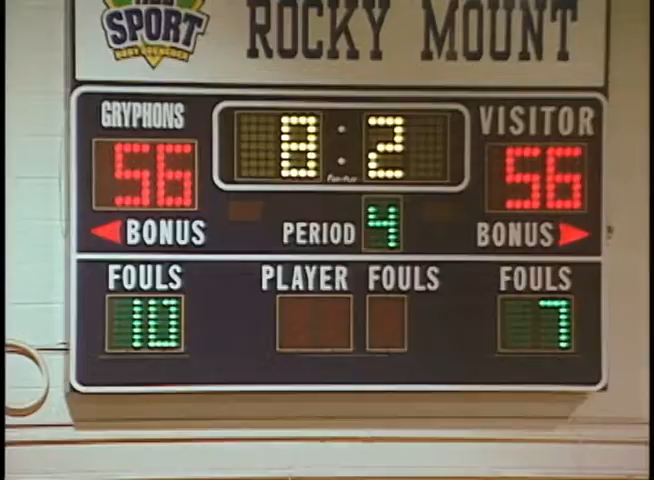 SPORT
ROCKY MOUNT
GRYPHONS
VISITOR
8:2
56
56
BONUS
PERIOD 4
BONUS
FOULS
PLAYER FOULS
FOULS
10
7